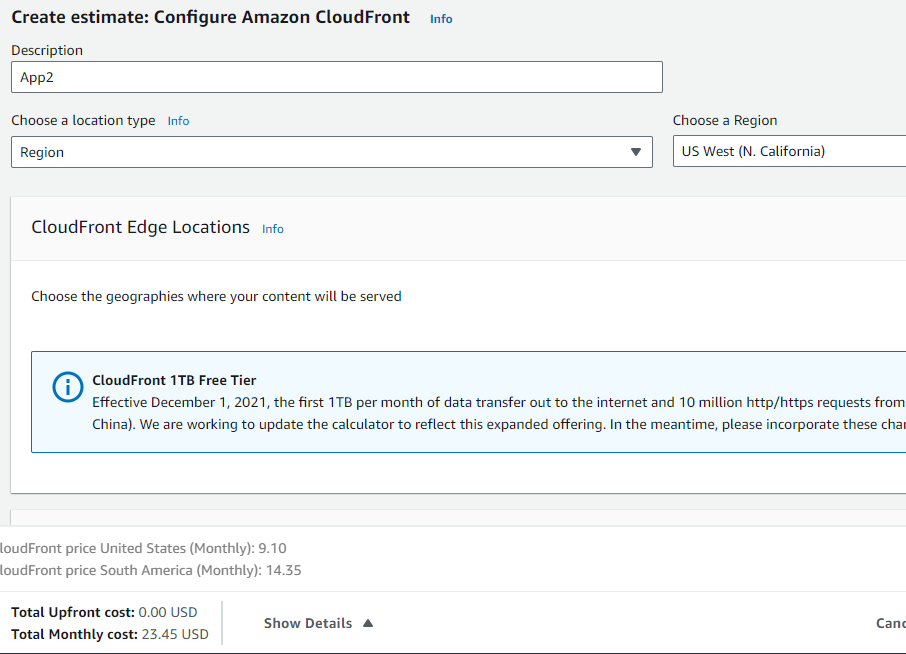 Create estimate: Configure Amazon CloudFront Info
Description
App2
Choose a location type Info
Choose a Region
Region
US West (N. California)
CloudFront Edge Locations Info
Choose the geographies where your content will be served
CloudFront 1TB Free Tier
Effective December 1, 2021, the first 1TB per month of data transfer out to the internet and 10 million http/https requests from
China). We are working to update the calculator to reflect this expanded offering. In the meantime, please incorporate these char
loudFront price United States (Monthly): 9.10
loudFront price South America (Monthly): 14.35
Total Upfront cost: 0.00 USD
Total Monthly cost: 23.45 USD
Show Details
Canc